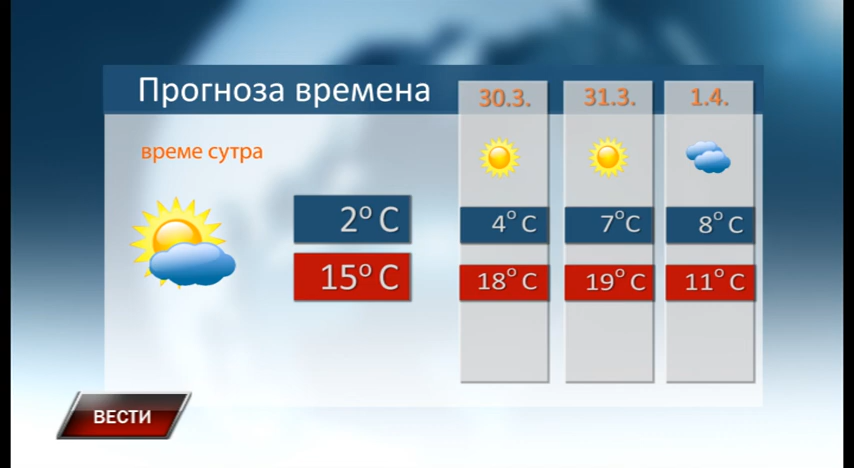 Прогноза времена
30.3.
31.3.
1.4.
време сутра
2° C
4° C
7°C
8° C
15° C
18° C
19° C
11° C
ВЕСТИ